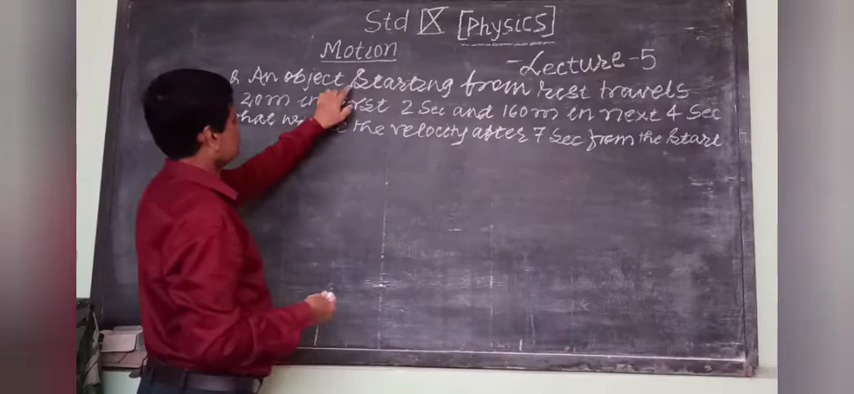 Std IX [Physics]
Motion
-Lecture-5
An object starting from rest travels
20m in 2 Sec and 160m in next 4 Sec
the velocity after 7 Sec from the start